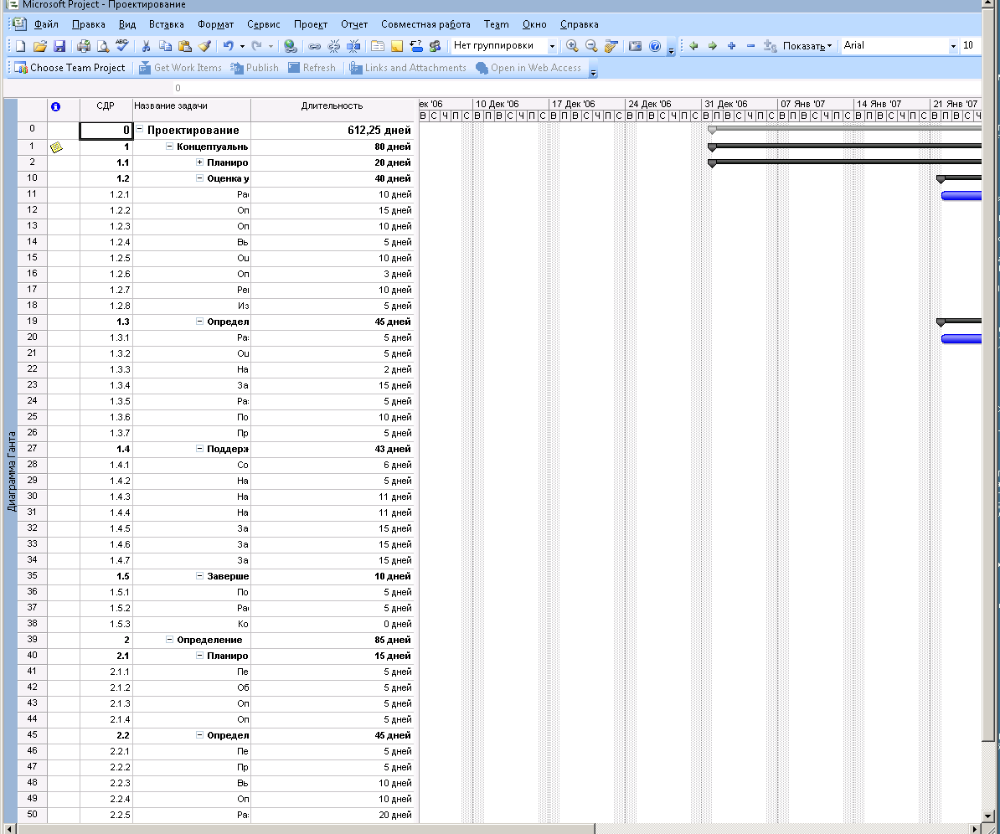 Microsoft Project - Проектирование
Файл Правка Вид Вставка Формат Сервис Проект Отчет Совместная работа Team Окно Справка
Нет группировки Показать Arial 10
Choose Team Project Get Work Items Publish Refresh Links and Attachments Open in Web Access
0
СДР Название задачи Длительность
ек '06 10 Дек '06 17 Дек '06 24 Дек '06 31 Дек '06 07 Янв '07 14 Янв '07 21 Янв '07
В С Ч П С В П В С Ч П С В П В С Ч П С В П В С Ч П С В П В С Ч П С В П В С Ч П С В П В С Ч П С В П В С
0 0 Проектирование 612,25 дней
1 1 Концептуальн 80 дней
2 1.1 Планиро 20 дней
10 1.2 Оценка у 40 дней
11 1.2.1 Ра 10 дней
12 1.2.2 Оп 15 дней
13 1.2.3 Оп 10 дней
14 1.2.4 Вь 5 дней
15 1.2.5 Оц 10 дней
16 1.2.6 Оп 3 дней
17 1.2.7 Ре 10 дней
18 1.2.8 Из 5 дней
19 1.3 Определ 45 дней
20 1.3.1 Ра 5 дней
21 1.3.2 Оц 5 дней
22 1.3.3 На 2 дней
23 1.3.4 За 15 дней
24 1.3.5 Ра 5 дней
25 1.3.6 По 10 дней
26 1.3.7 Пр 5 дней
27 1.4 Поддерж 43 дней
28 1.4.1 Со 6 дней
29 1.4.2 На 5 дней
30 1.4.3 На 11 дней
31 1.4.4 На 11 дней
32 1.4.5 За 15 дней
33 1.4.6 За 15 дней
34 1.4.7 За 15 дней
35 1.5 Заверше 10 дней
36 1.5.1 По 5 дней
37 1.5.2 Ра 5 дней
38 1.5.3 Ко 0 дней
39 2 Определение 85 дней
40 2.1 Планиро 15 дней
41 2.1.1 Пе 5 дней
42 2.1.2 Об 5 дней
43 2.1.3 Оп 5 дней
44 2.1.4 Оп 5 дней
45 2.2 Определ 45 дней
46 2.2.1 Пе 5 дней
47 2.2.2 Пр 5 дней
48 2.2.3 Вь 10 дней
49 2.2.4 Оп 10 дней
50 2.2.5 Ра 20 дней
Диаграмма Ганта